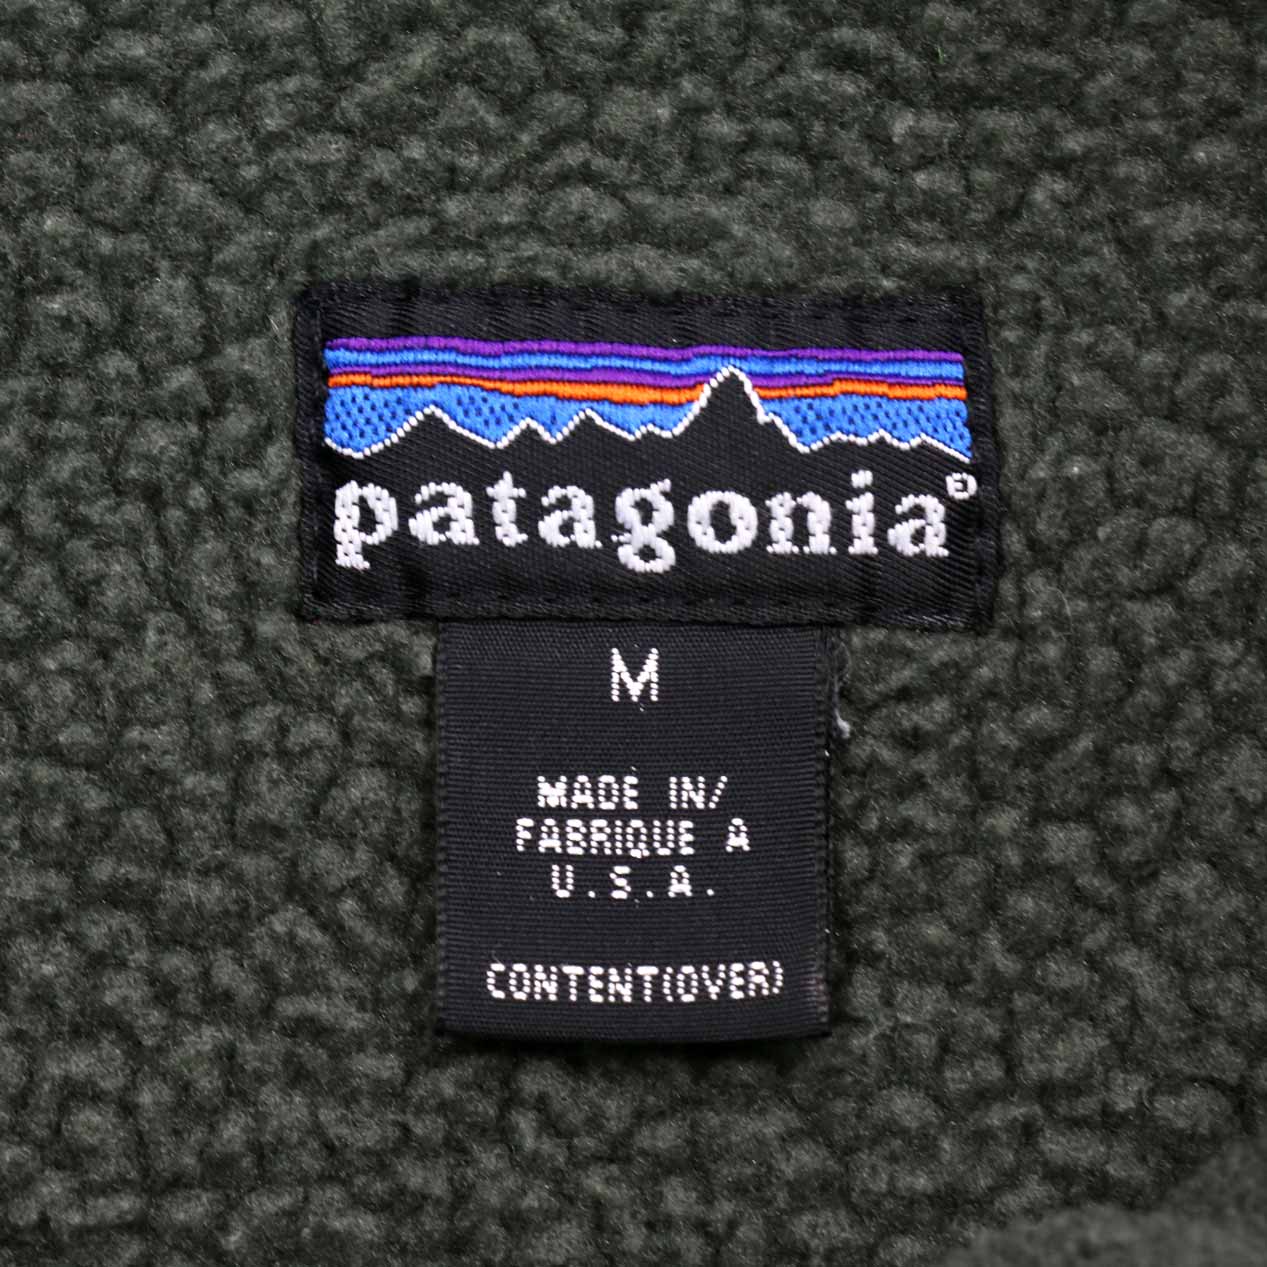 patagonia®
M
MADE IN/
FABRIQUE A
U.S.A.
CONTENT(OVER)